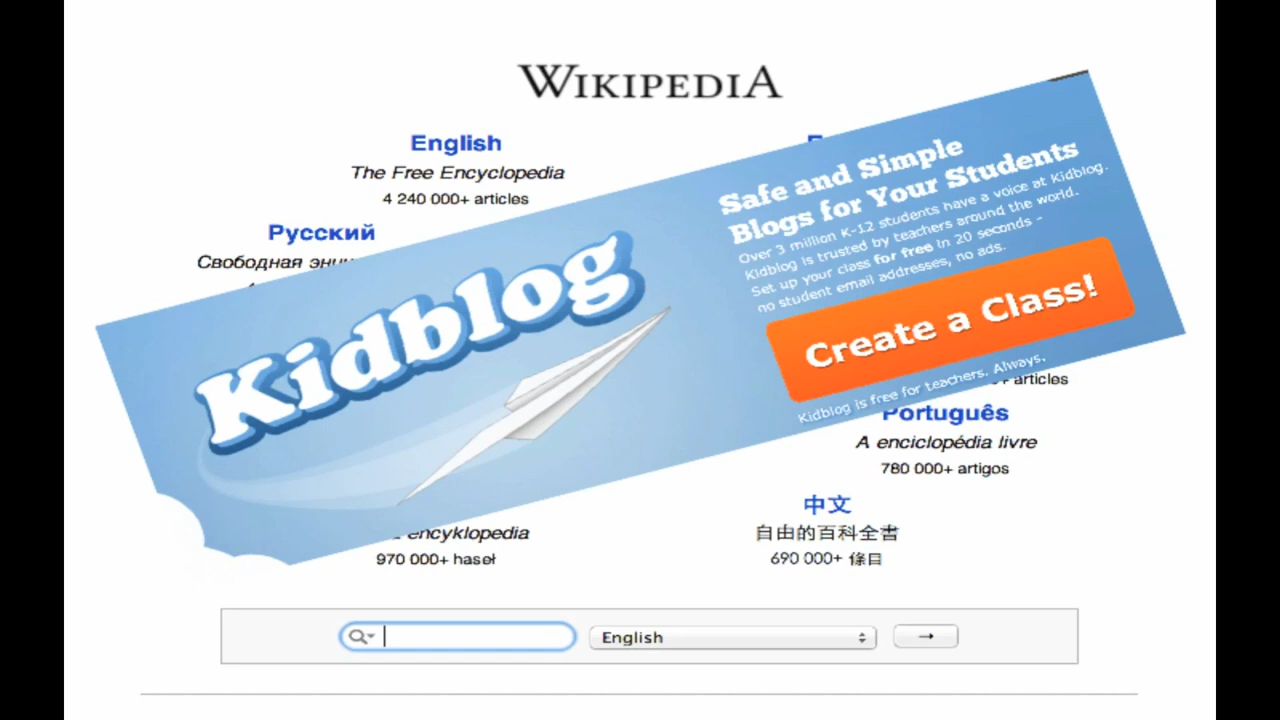 WIKIPEDIA
English
The Free Encyclopedia
4 240 000+ articles
Русский
Свободная
Kidblog
Safe and Simple
Blogs for Your Students
Over 3 million K-12 students have a voice at Kidblog.
Kidblog is trusted by teachers around the world.
Set up your class for free in 20 seconds -
no student email addresses, no ads.
Create a Class!
Kidblog is free for teachers. Always.
articles
Português
A enciclopédia livre
780 000+ artigos
encyklopedia
970 000+ haseł
中文
自由的百科全書
690 000+ 條目
English
→